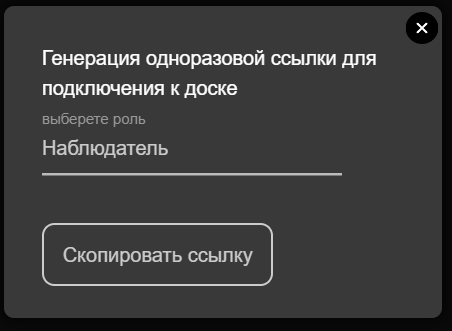 Генерация одноразовой ссылки для
подключения к доске
выберете роль
Наблюдатель
Скопировать ссылку